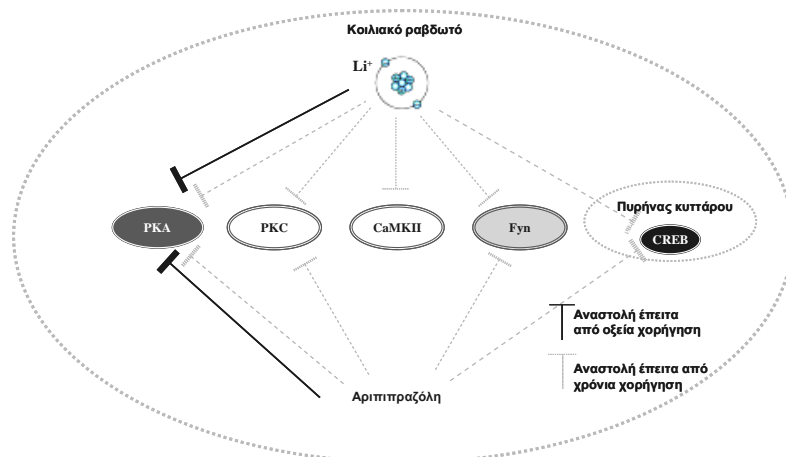 Κοιλιακό ραβδωτό
Li⁺
PKA
PKC
CaMKII
Fyn
Πυρήνας κυττάρου
CREB
Αναστολή έπειτα
από οξεία χορήγηση
Αναστολή έπειτα από
χρόνια χορήγηση
Αριπιπραζόλη